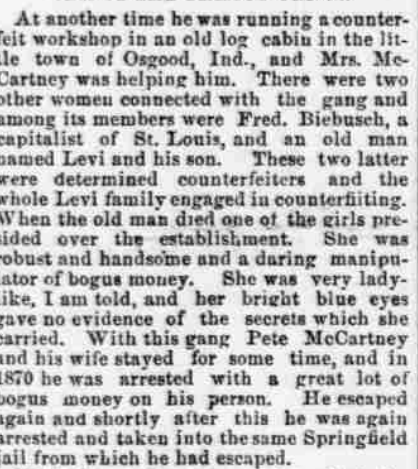 At another time he was running a counter-
feit workshop in an old log cabin in the lit-
tle town of Osgood, Ind., and Mrs. Mc-
Cartney was helping him. There were two
other women connected with the gang and
among its members were Fred. Biebusch, a
capitalist of St. Louis, and an old man
named Levi and his son. These two latter
were determined counterfeiters and the
whole Levi family engaged in counterfiiting.
When the old man died one of the girls pre-
sided over the establishment. She was
robust and handsome and a daring manipu-
lator of bogus money. She was very lady-
like, I am told, and her bright blue eyes
gave no evidence of the secrets which she
carried. With this gang Pete McCartney
and his wife stayed for some time, and in
1870 he was arrested with a great lot of
bogus money on his person. He escaped
again and shortly after this he was again
arrested and taken into the same Springfield
jail from which he had escaped.